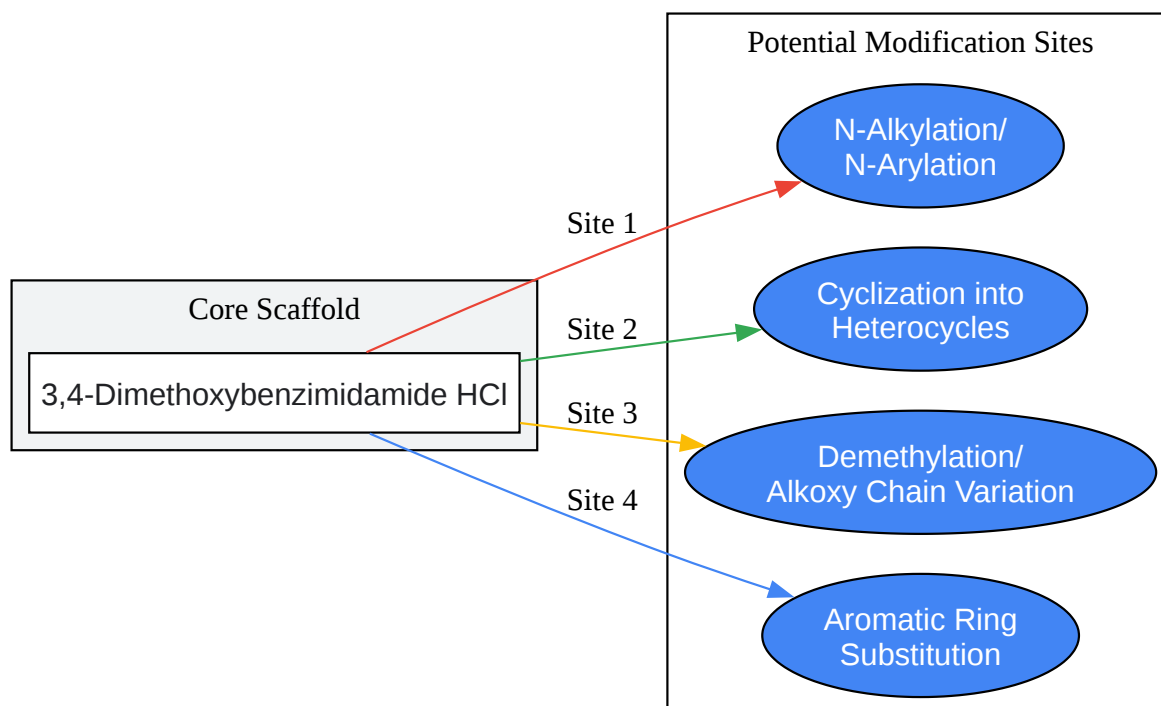 Potential Modification Sites
N-Alkylation/
N-Arylation
Site 1
Core Scaffold
3,4-Dimethoxybenzimidamide HCl
Site 2
Cyclization into
Heterocycles
Site 3
Demethylation/
Alkoxy Chain Variation
Site 4
Aromatic Ring
Substitution